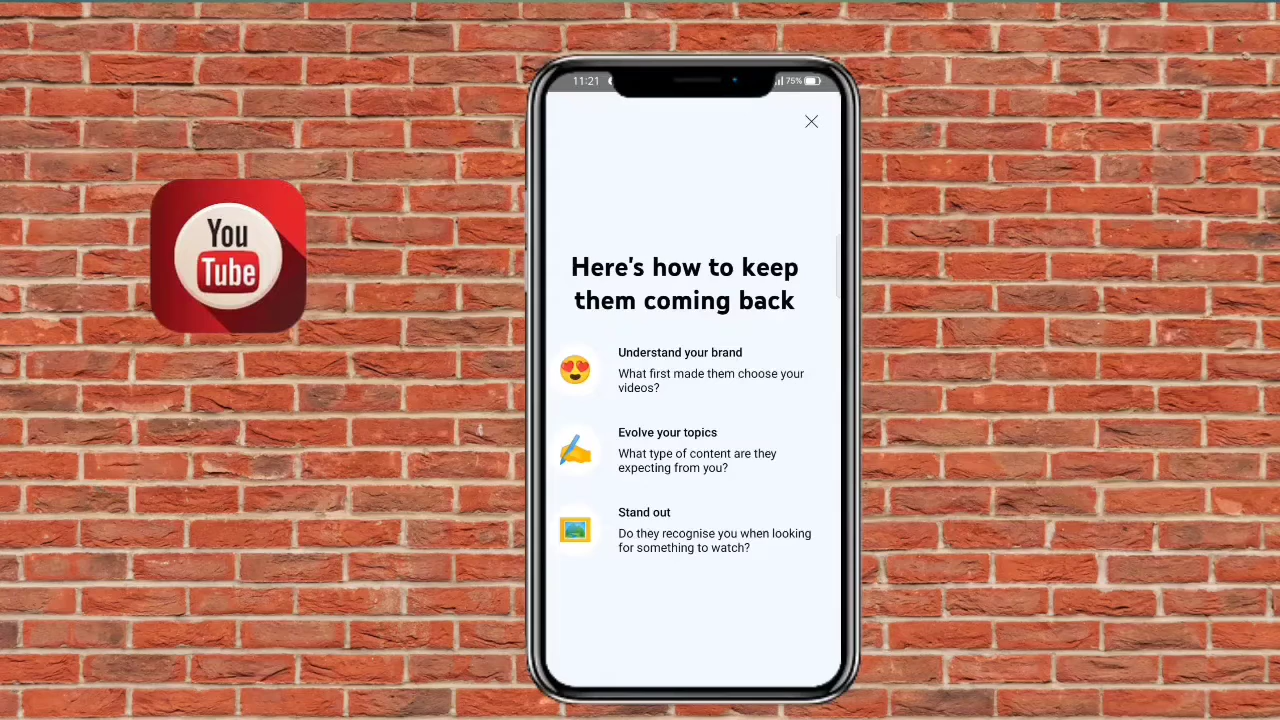 You
Tube
11:21
75%
Here's how to keep
them coming back
Understand your brand
What first made them choose your
videos?
Evolve your topics
What type of content are they
expecting from you?
Stand out
Do they recognise you when looking
for something to watch?